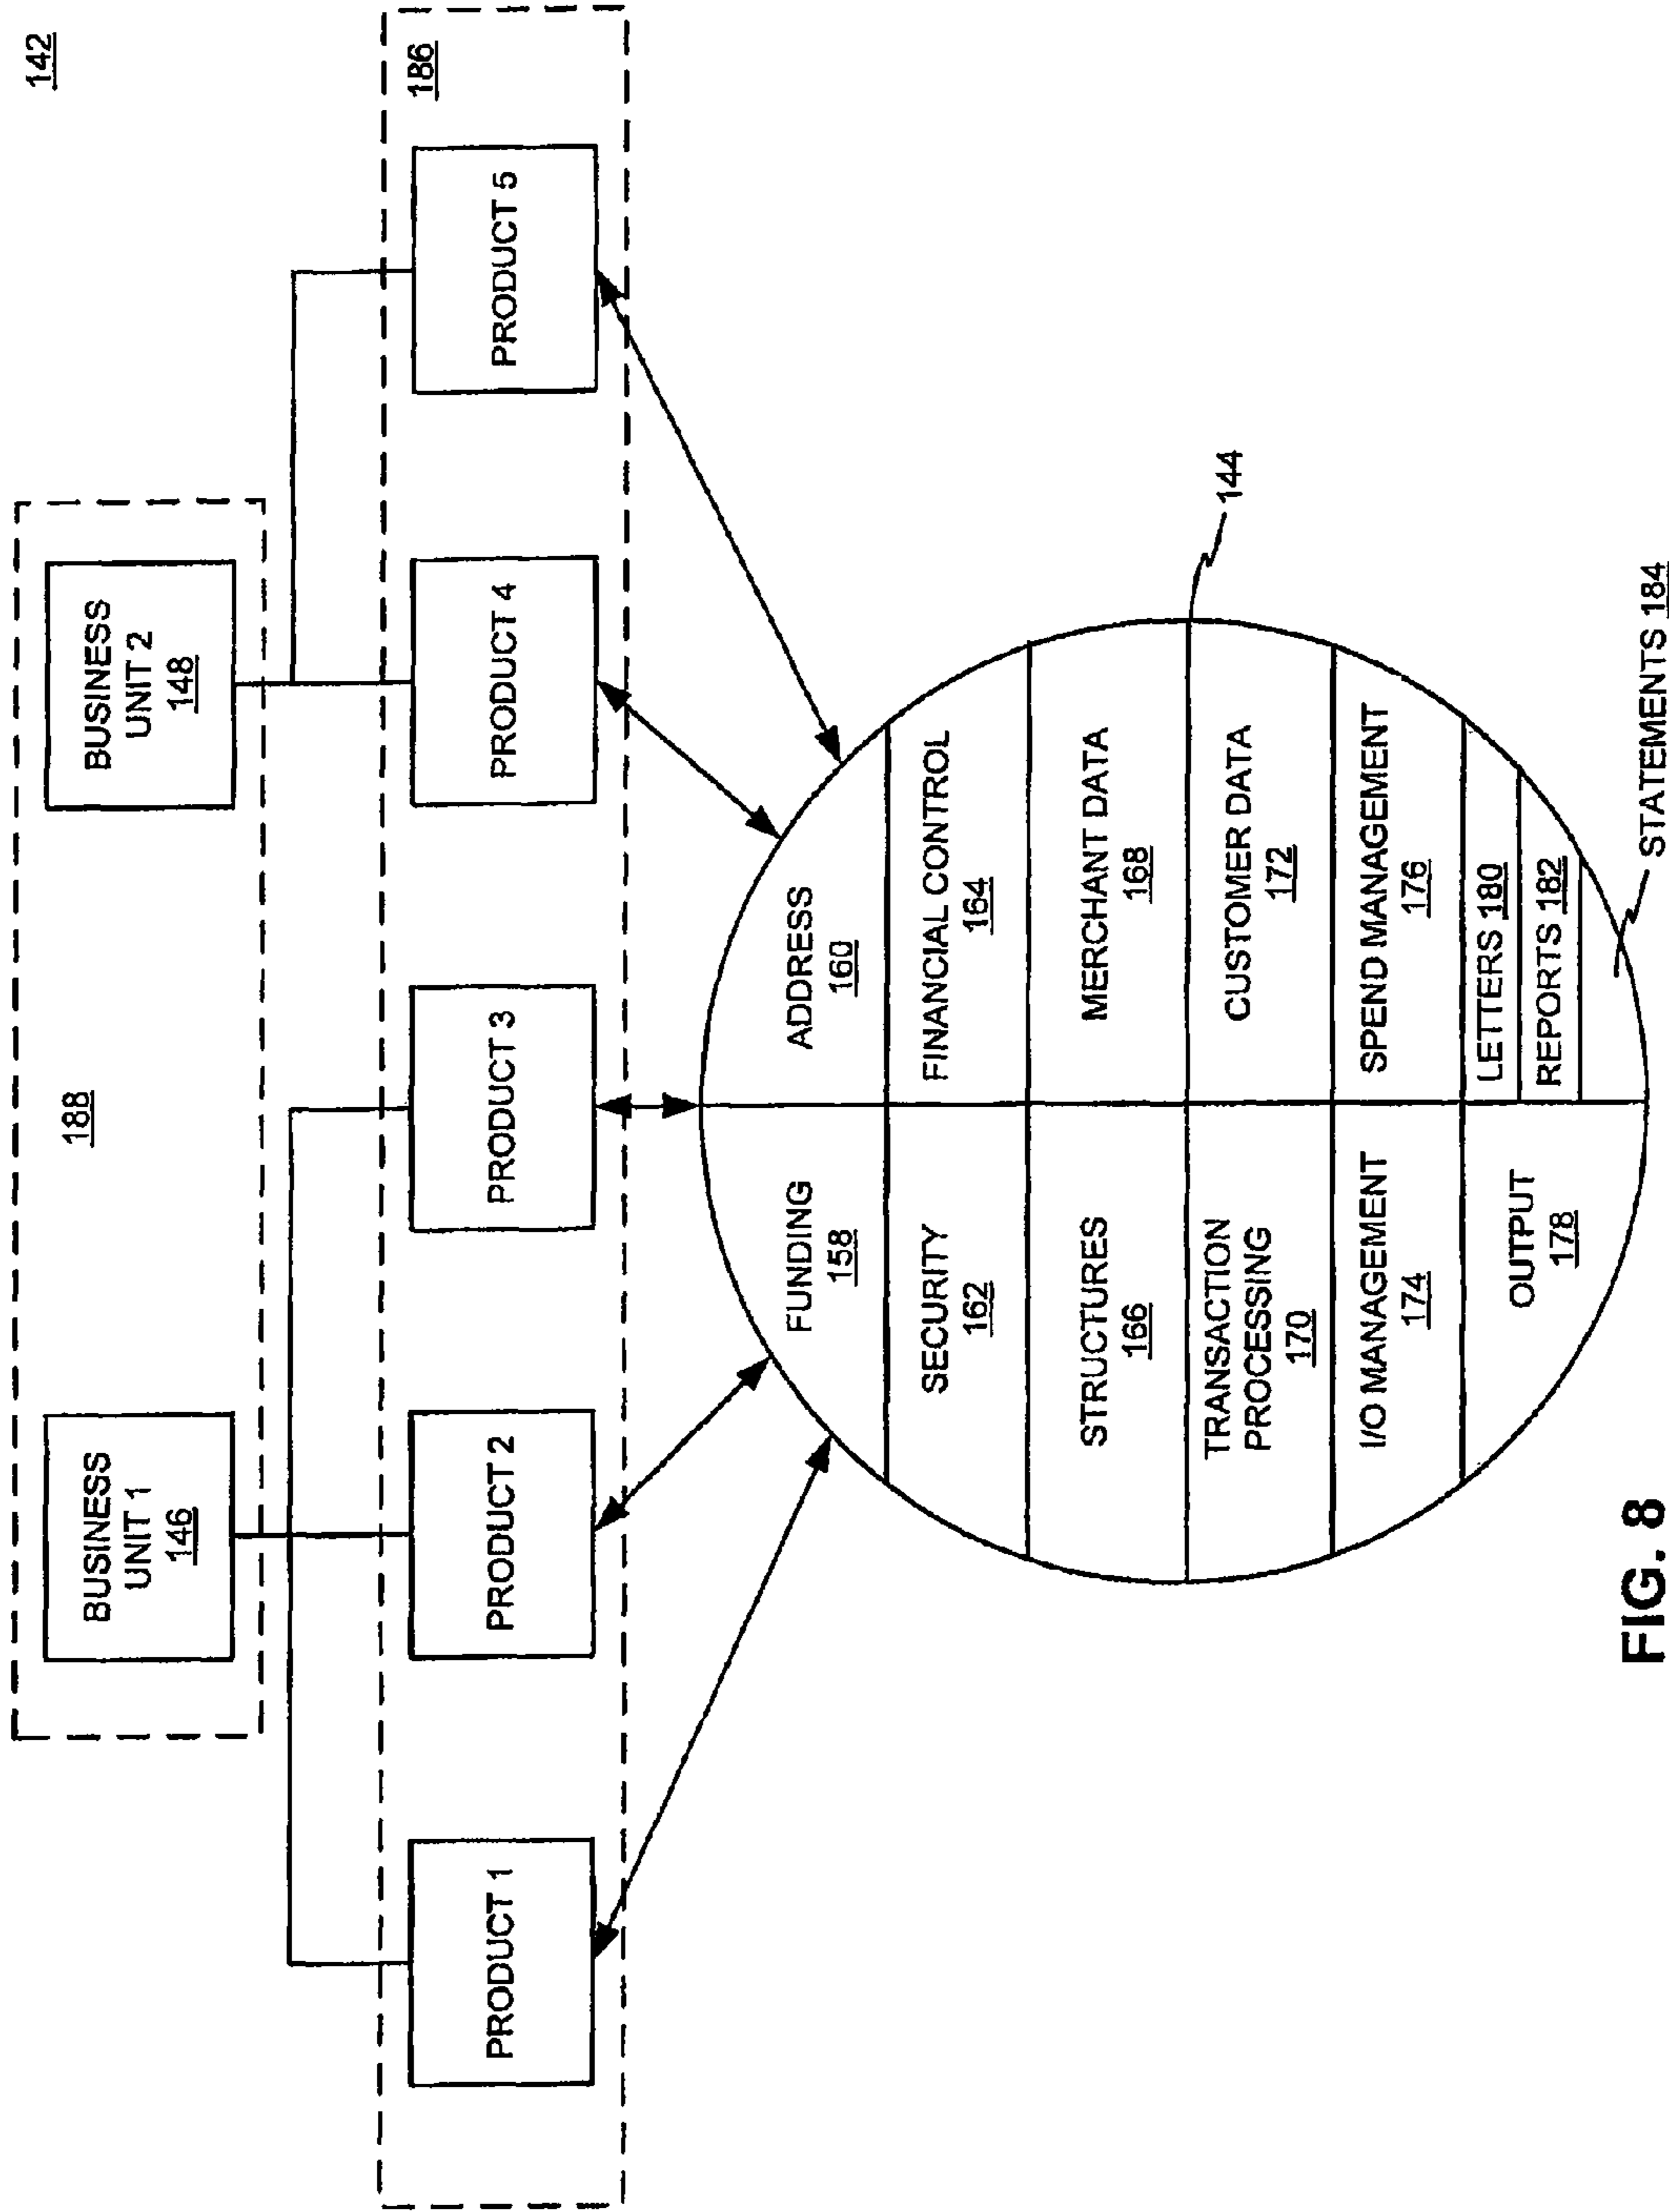 142
188
BUSINESS
UNIT 1
146
BUSINESS
UNIT 2
148
186
PRODUCT 1
PRODUCT 2
PRODUCT 3
PRODUCT 4
PRODUCT 5
144
FUNDING
158
ADDRESS
160
SECURITY
162
FINANCIAL CONTROL
164
STRUCTURES
166
MERCHANT DATA
168
TRANSACTION
PROCESSING
170
CUSTOMER DATA
172
I/O MANAGEMENT
174
SPEND MANAGEMENT
176
OUTPUT
178
LETTERS 180
REPORTS 182
STATEMENTS 184
FIG. 8